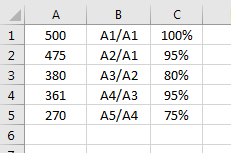 A B C
1 500 A1/A1 100%
2 475 A2/A1 95%
3 380 A3/A2 80%
4 361 A4/A3 95%
5 270 A5/A4 75%
6